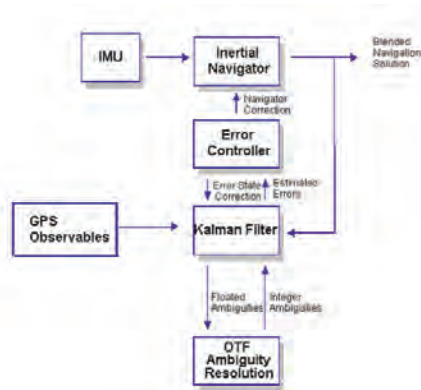 IMU
Inertial
Navigator
Blended
Navigation
Solution
Navigator
Correction
Error
Controller
Error State
Correction
Estimated
Errors
GPS
Observables
Kalman Filter
Floated
Ambiguities
Integer
Ambiguities
OTF
Ambiguity
Resolution